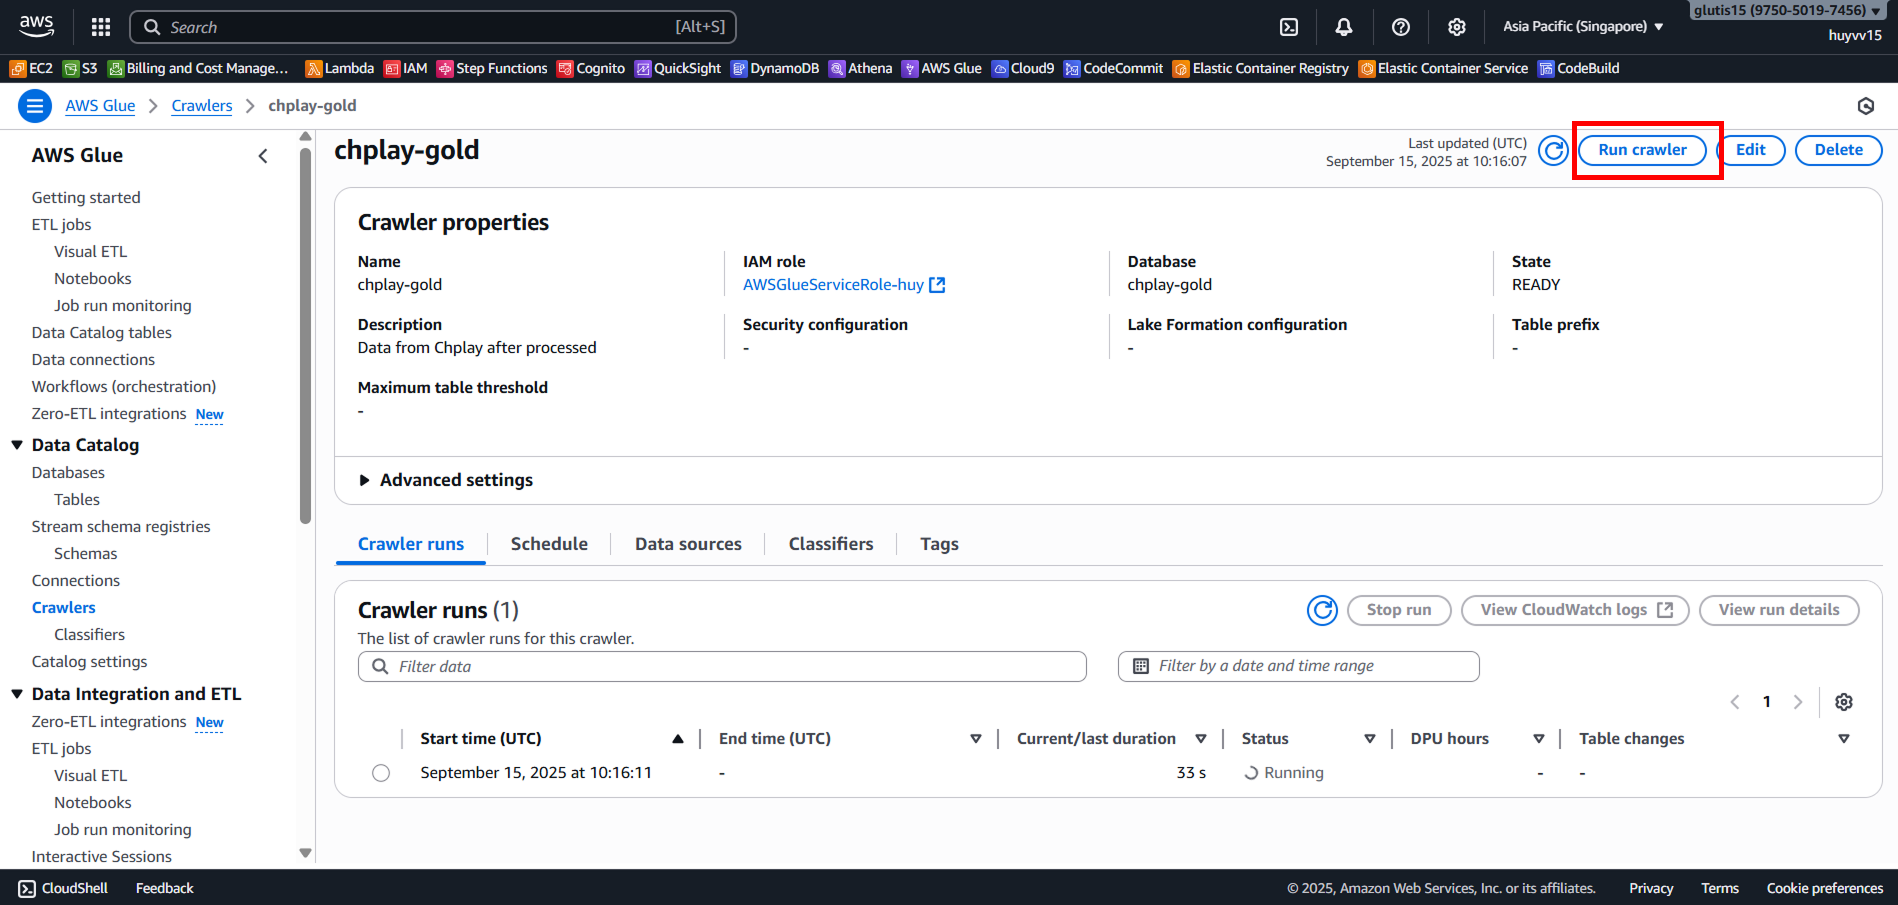 aws
Search [Alt+S]
Asia Pacific (Singapore)
glutis15 (9750-5019-7456)
huyvv15
EC2 S3 Billing and Cost Manage... Lambda IAM Step Functions Cognito QuickSight DynamoDB Athena AWS Glue Cloud9 CodeCommit Elastic Container Registry Elastic Container Service CodeBuild
AWS Glue Crawlers chplay-gold
AWS Glue
Getting started
ETL jobs
Visual ETL
Notebooks
Job run monitoring
Data Catalog tables
Data connections
Workflows (orchestration)
Zero-ETL integrations New
Data Catalog
Databases
Tables
Stream schema registries
Schemas
Connections
Crawlers
Classifiers
Catalog settings
Data Integration and ETL
Zero-ETL integrations New
ETL jobs
Visual ETL
Notebooks
Job run monitoring
Interactive Sessions
chplay-gold
Last updated (UTC)
September 15, 2025 at 10:16:07
Run crawler Edit Delete
Crawler properties
Name IAM role Database State
chplay-gold AWSGlueServiceRole-huy chplay-gold READY
Description Security configuration Lake Formation configuration Table prefix
Data from Chplay after processed - - -
Maximum table threshold
-
Advanced settings
Crawler runs Schedule Data sources Classifiers Tags
Crawler runs (1) Stop run View CloudWatch logs View run details
The list of crawler runs for this crawler.
Filter data Filter by a date and time range
1
Start time (UTC) End time (UTC) Current/last duration Status DPU hours Table changes
September 15, 2025 at 10:16:11 - 33 s Running - -
CloudShell Feedback © 2025, Amazon Web Services, Inc. or its affiliates. Privacy Terms Cookie preferences